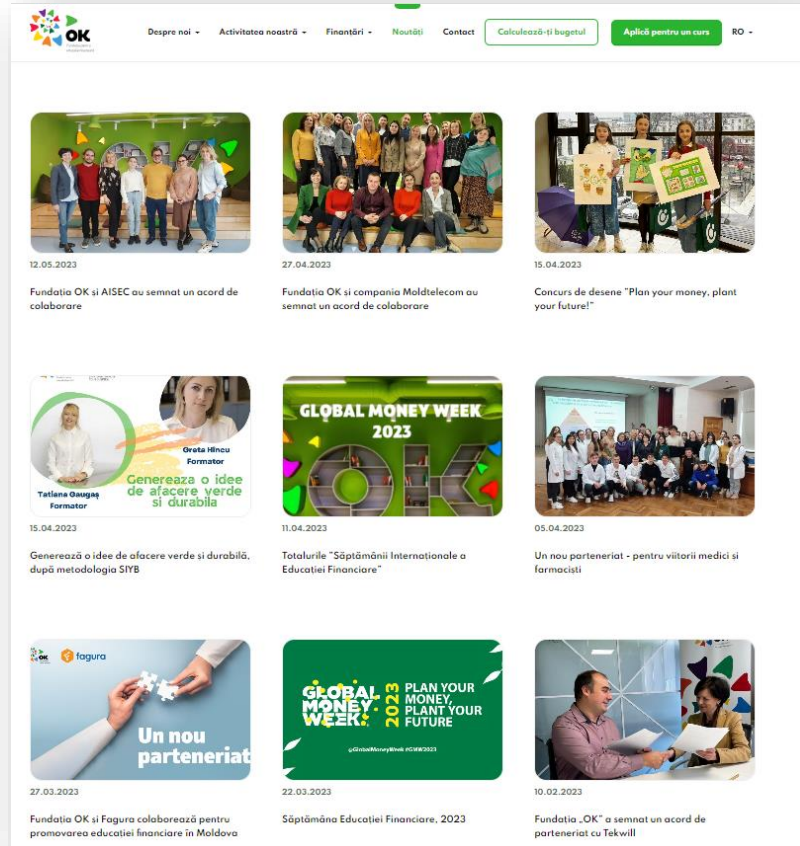 OK
Despre noi
Activitatea noastră
Finanțări
Noutăți
Contact
Calculează-ți bugetul
Aplică pentru un curs
RO
12.05.2023
Fundația OK și AISEC au semnat un acord de
colaborare
27.04.2023
Fundația OK și compania Moldtelecom au
semnat un acord de colaborare
15.04.2023
Concurs de desene "Plan your money, plant
your future!"
Greta Hîncu
Formator
Tatiana Gaugaș
Formator
Genereaza o idee
de afacere verde
si durabila
15.04.2023
Generează o idee de afacere verde și durabilă,
după metodologia SIYB
GLOBAL MONEY WEEK
2023
OK
11.04.2023
Totalurile "Săptămânii Internaționale a
Educației Financiare"
05.04.2023
Un nou parteneriat - pentru viitorii medici și
farmaciști
OK
fagura
Un nou
parteneriat
27.03.2023
Fundația OK și Fagura colaborează pentru
promovarea educației financiare în Moldova
GLOBAL
MONEY
WEEK
2023
PLAN YOUR
MONEY,
PLANT YOUR
FUTURE
@GlobalMoneyWeek #GMW2023
22.03.2023
Săptămâna Educației Financiare, 2023
10.02.2023
Fundația „OK" a semnat un acord de
parteneriat cu Tekwill